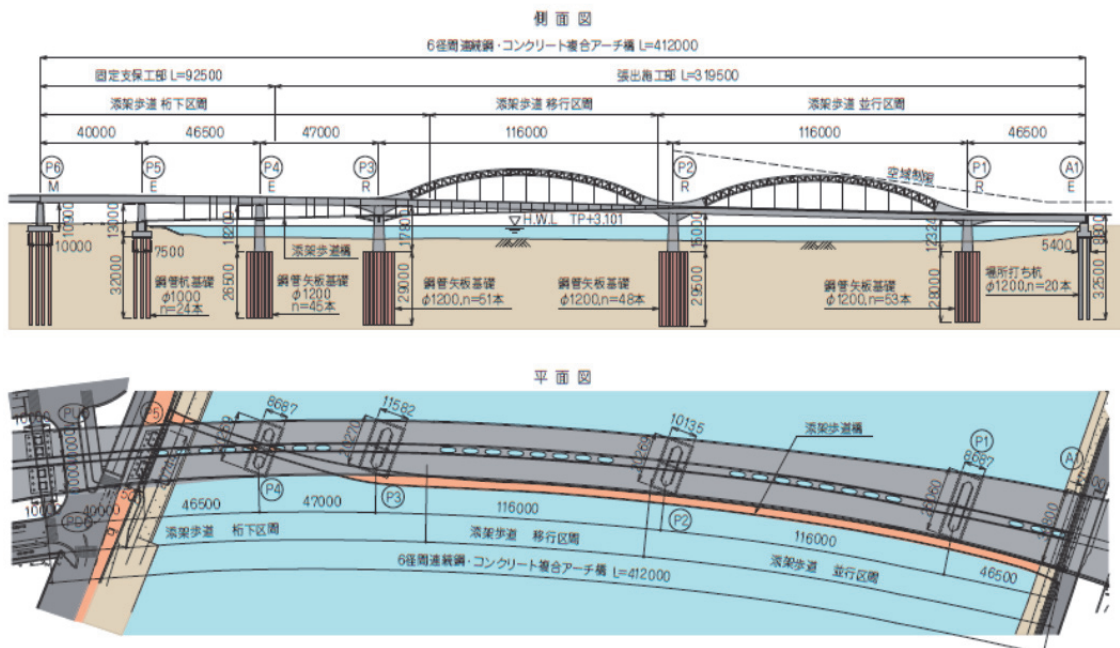 側面図
6径間連続鋼・コンクリート複合アーチ橋 L=412000
固定支保工部 L=92500
張出施工部 L=319500
添架歩道 桁下区間
添架歩道 移行区間
添架歩道 並行区間
40000
46500
47000
116000
116000
46500
P6
M
P5
E
P4
E
P3
R
P2
R
P1
R
A1
E
空域制限
H.W.L TP+3.101
10000
13000
13200
17800
15000
12324
10000
7500
添架歩道橋
5400
32000
26500
29000
29500
28000
32500
鋼管杭基礎
φ1000
n=24本
鋼管矢板基礎
φ1200
n=45本
鋼管矢板基礎
φ1200,n=51本
鋼管矢板基礎
φ1200,n=48本
鋼管矢板基礎
φ1200,n=53本
場所打ち杭
φ1200,n=20本
平面図
P5
8687
11582
10135
添架歩道橋
P1
8687
P4
P3
P2
46500
47000
116000
116000
46500
40000
添架歩道 桁下区間
添架歩道 移行区間
添架歩道 並行区間
6径間連続鋼・コンクリート複合アーチ橋 L=412000